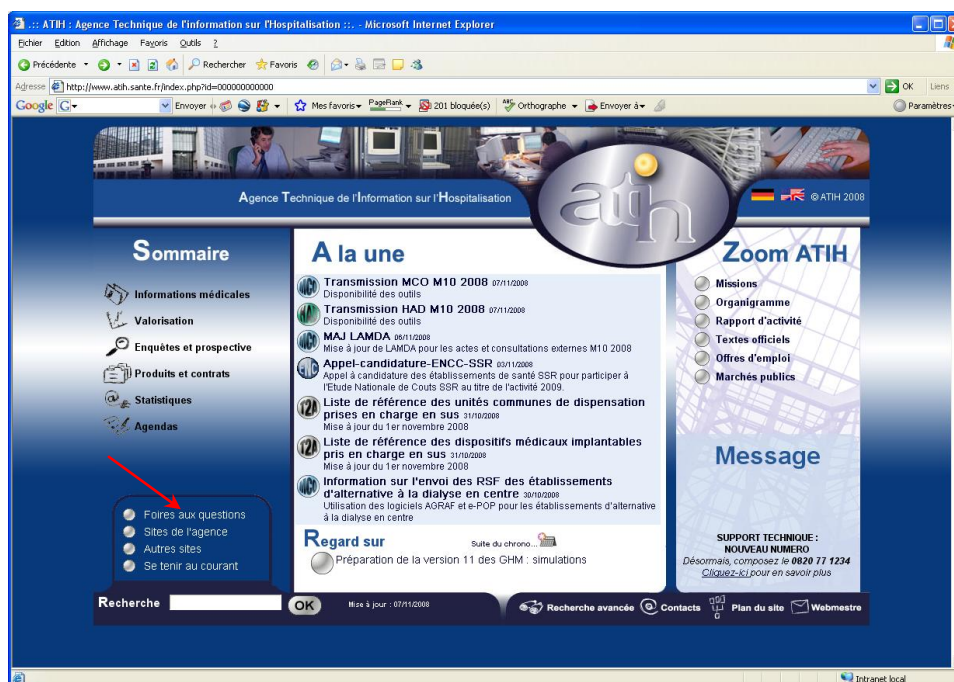 .:: ATIH : Agence Technique de l'information sur l'Hospitalisation ::. - Microsoft Internet Explorer
Fichier Edition Affichage Favoris Outils ?
Précédente Rechercher Favoris
Adresse http://www.atih.sante.fr/index.php?id=000000000000 OK Liens
Google G Envoyer Mes favoris PageRank 201 bloquée(s) Orthographe Envoyer à Paramètres
Agence Technique de l'Information sur l'Hospitalisation
atih
© ATIH 2008
Sommaire
Informations médicales
Valorisation
Enquêtes et prospective
Produits et contrats
Statistiques
Agendas
Foires aux questions
Sites de l'agence
Autres sites
Se tenir au courant
A la une
Transmission MCO M10 2008 07/11/2008
Disponibilité des outils
Transmission HAD M10 2008 07/11/2008
Disponibilité des outils
MAJ LAMDA 06/11/2008
Mise à jour de LAMDA pour les actes et consultations externes M10 2008
Appel-candidature-ENCC-SSR 03/11/2008
Appel à candidature des établissements de santé SSR pour participer à
l'Etude Nationale de Couts SSR au titre de l'activité 2009.
Liste de référence des unités communes de dispensation
prises en charge en sus 31/10/2008
Mise à jour du 1er novembre 2008
Liste de référence des dispositifs médicaux implantables
pris en charge en sus 31/10/2008
Mise à jour du 1er novembre 2008
Information sur l'envoi des RSF des établissements
d'alternative à la dialyse en centre 30/10/2008
Utilisation des logiciels AGRAF et e-POP pour les établissements d'alternative
à la dialyse en centre
Regard sur
Suite du chrono...
Préparation de la version 11 des GHM : simulations
Zoom ATIH
Missions
Organigramme
Rapport d'activité
Textes officiels
Offres d'emploi
Marchés publics
Message
SUPPORT TECHNIQUE :
NOUVEAU NUMERO
Désormais, composez le 0820 77 1234
Cliquez-ici pour en savoir plus
Recherche OK Mise à jour : 07/11/2008 Recherche avancée Contacts Plan du site Webmestre
Intranet local